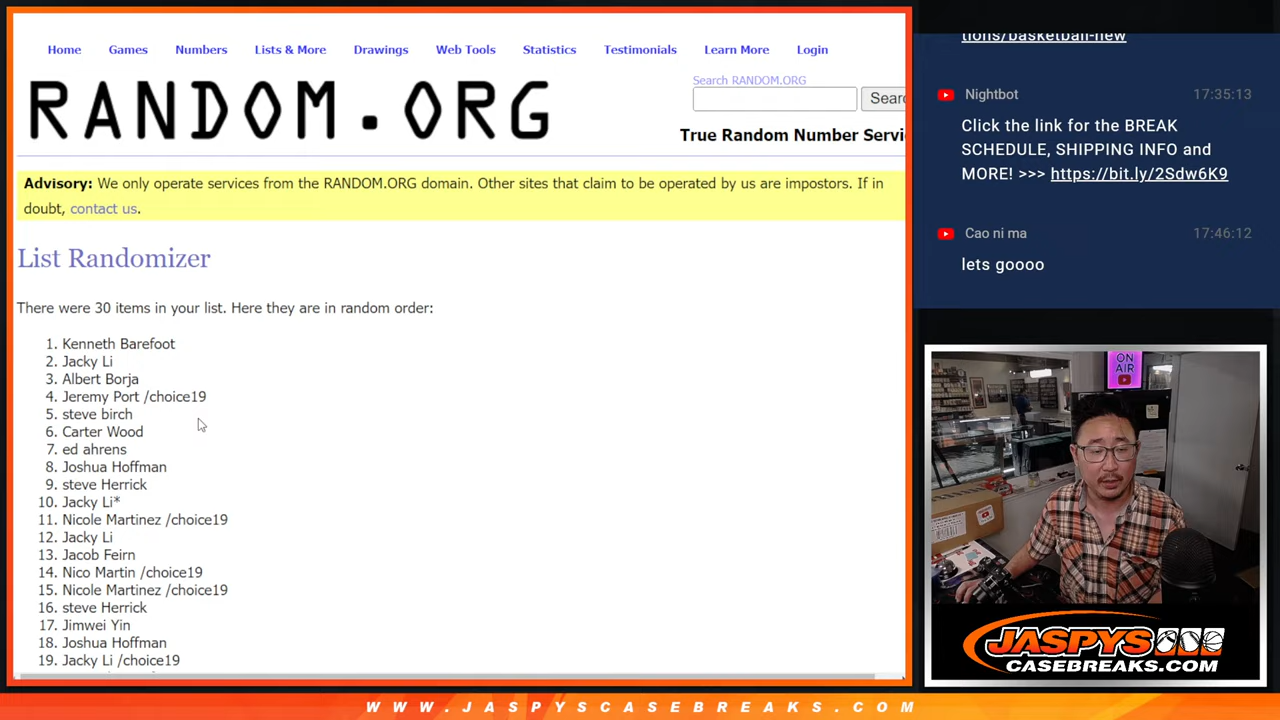 Home Games Numbers Lists & More Drawings Web Tools Statistics Testimonials Learn More Login
RANDOM.ORG
Search RANDOM.ORG
Searc
True Random Number Servi
Advisory: We only operate services from the RANDOM.ORG domain. Other sites that claim to be operated by us are impostors. If in
doubt, contact us.
List Randomizer
There were 30 items in your list. Here they are in random order:
1. Kenneth Barefoot
2. Jacky Li
3. Albert Borja
4. Jeremy Port /choice19
5. steve birch
6. Carter Wood
7. ed ahrens
8. Joshua Hoffman
9. steve Herrick
10. Jacky Li*
11. Nicole Martinez /choice19
12. Jacky Li
13. Jacob Feirn
14. Nico Martin /choice19
15. Nicole Martinez /choice19
16. steve Herrick
17. Jimwei Yin
18. Joshua Hoffman
19. Jacky Li /choice19
tions/basketball-new
Nightbot 17:35:13
Click the link for the BREAK
SCHEDULE, SHIPPING INFO and
MORE! >>> https://bit.ly/2Sdw6K9
Cao ni ma 17:46:12
lets goooo
ON
AIR
JASPYS
CASEBREAKS.COM
WWW.JASPYSCASEBREAKS.COM